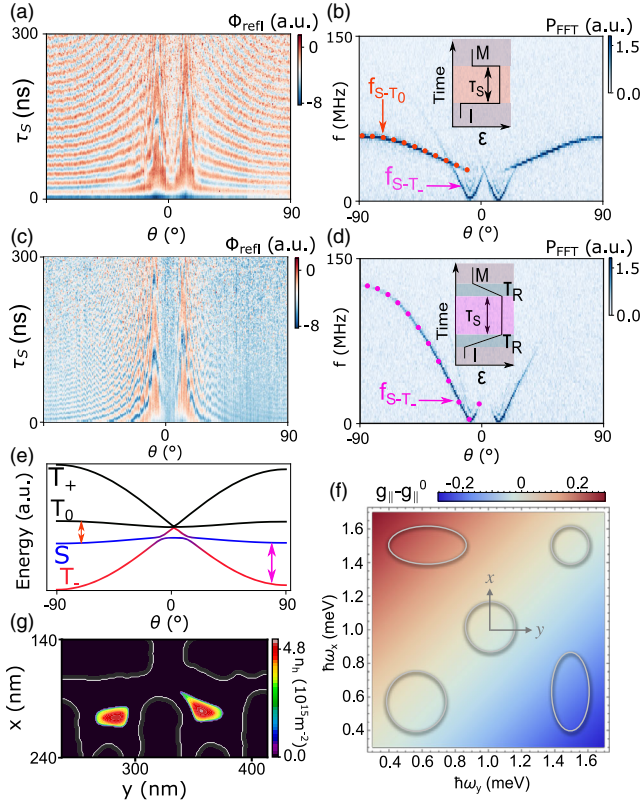 (a) Φrefl (a.u.)
300
τS (ns)
0
0
-8
0
90
θ (°)
(b) PFFT (a.u.)
150
f (MHz)
0
1.5
0.0
fS-T0
fS-T-
Time
M
τS
I
ε
-90
0
90
θ (°)
(c) Φrefl (a.u.)
300
τS (ns)
0
0
-8
0
90
θ (°)
(d) PFFT (a.u.)
150
f (MHz)
0
1.5
0.0
fS-T-
Time
M
TR
τS
TR
I
ε
-90
0
90
θ (°)
(e)
Energy (a.u.)
T+
T0
S
T-
-90
0
90
θ (°)
(f) g||-g||0
-0.2 0 0.2
ħωx (meV)
1.6
1.4
1.2
1.0
0.8
0.6
0.4
x
y
0.4 0.6 0.8 1.0 1.2 1.4 1.6
ħωy (meV)
(g)
140
x (nm)
240
300
400
y (nm)
4.8
0.0
nh (10^15 m^-2)